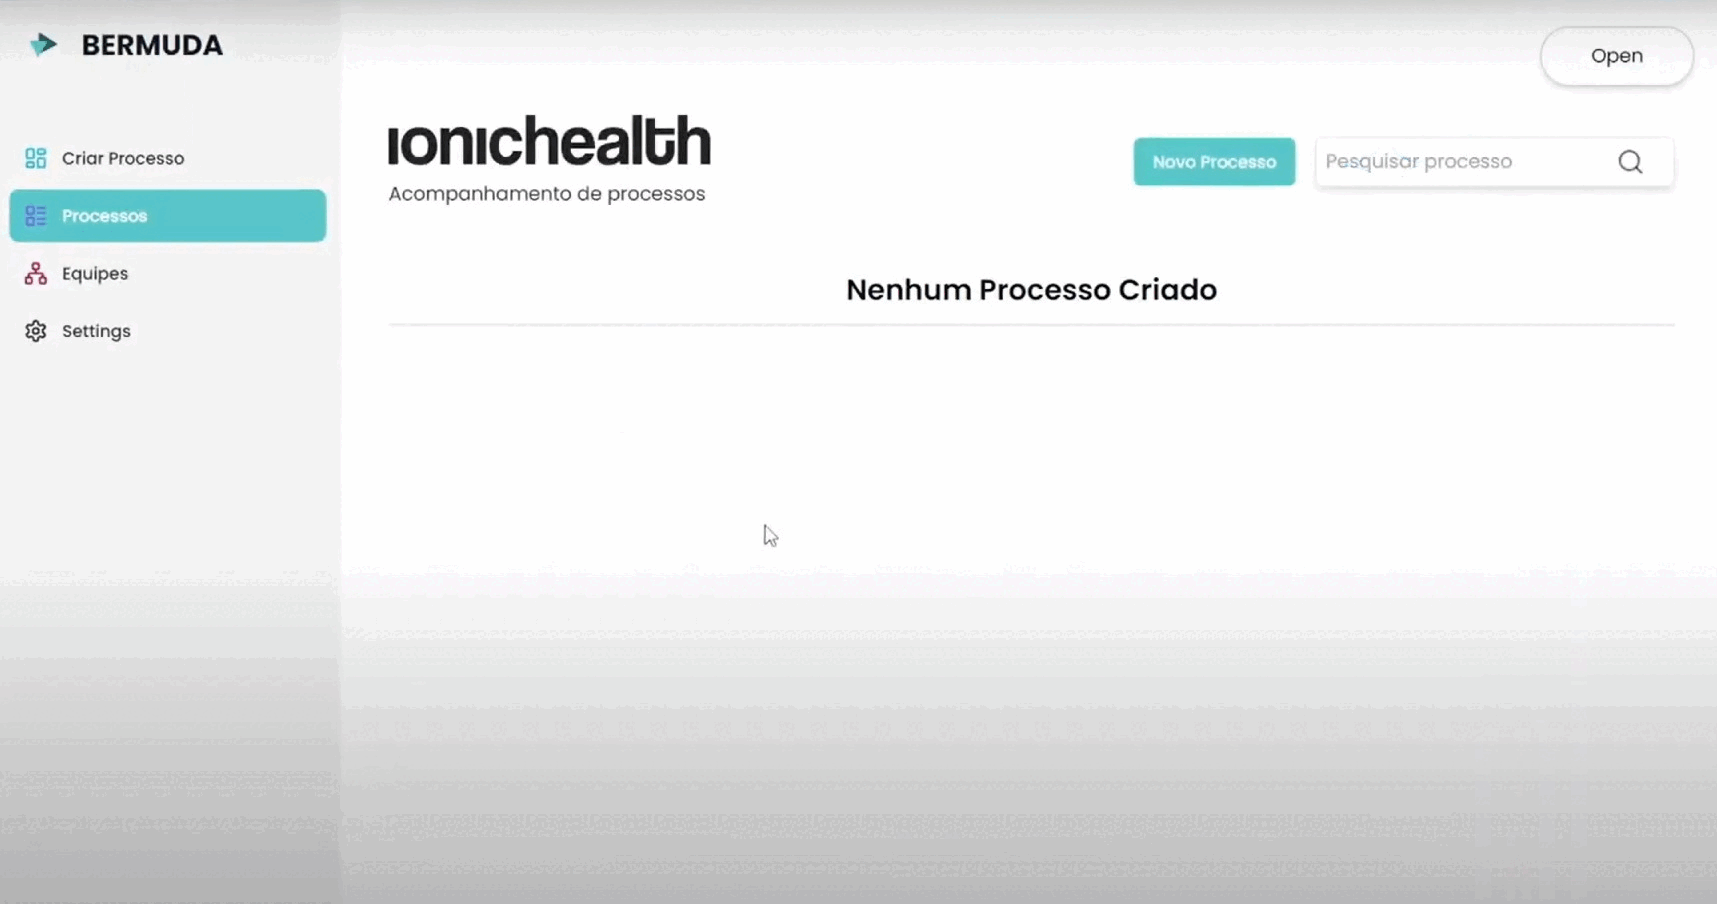 BERMUDA
Open
Criar Processo
Processos
Equipes
Settings
ionichealth
Acompanhamento de processos
Novo Processo
Pesquisar processo
Nenhum Processo Criado